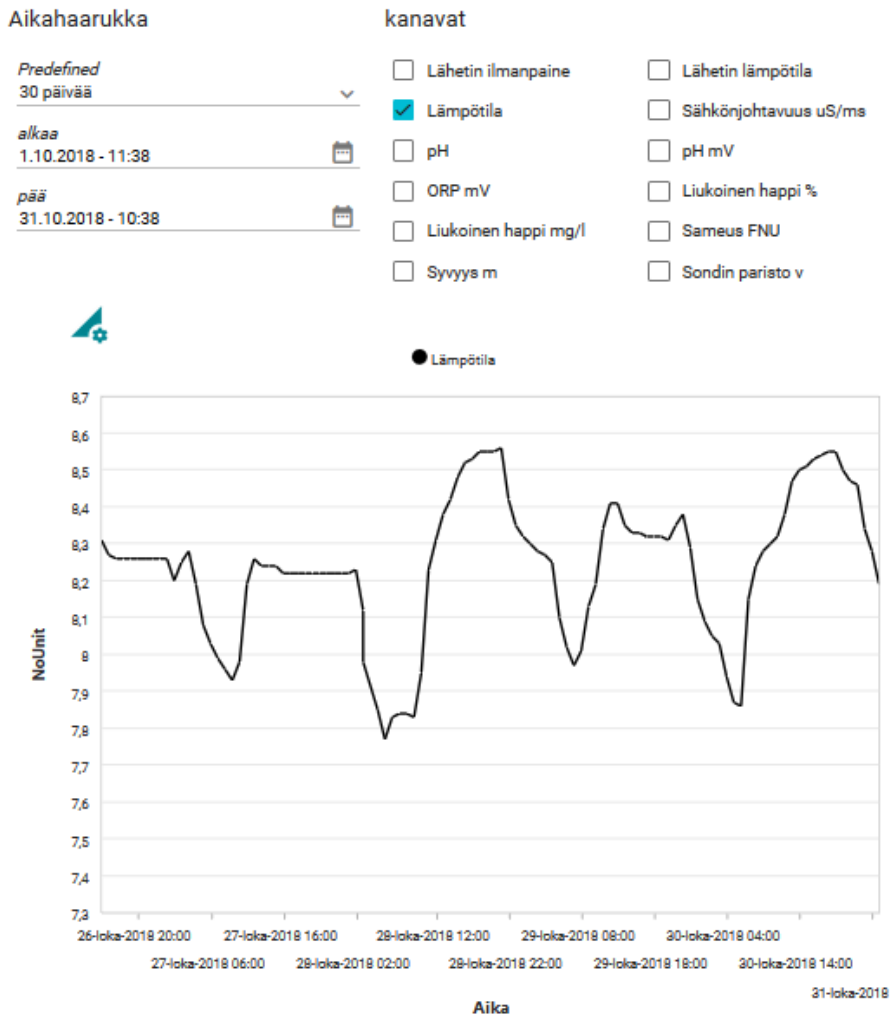 Aikahaarukka
Predefined
30 päivää
alkaa
1.10.2018 - 11:38
pää
31.10.2018 - 10:38
kanavat
Lähetin ilmanpaine
Lähetin lämpötila
Lämpötila
Sähkönjohtavuus uS/ms
pH
pH mV
ORP mV
Liukoinen happi %
Liukoinen happi mg/l
Sameus FNU
Syvyys m
Sondin paristo v
Lämpötila
8,7
8,6
8,5
8,4
8,3
8,2
8,1
8
7,9
7,8
7,7
7,6
7,5
7,4
7,3
NoUnit
26-loka-2018 20:00
27-loka-2018 16:00
28-loka-2018 12:00
29-loka-2018 08:00
30-loka-2018 04:00
27-loka-2018 06:00
28-loka-2018 02:00
28-loka-2018 22:00
29-loka-2018 18:00
30-loka-2018 14:00
31-loka-2018
Aika